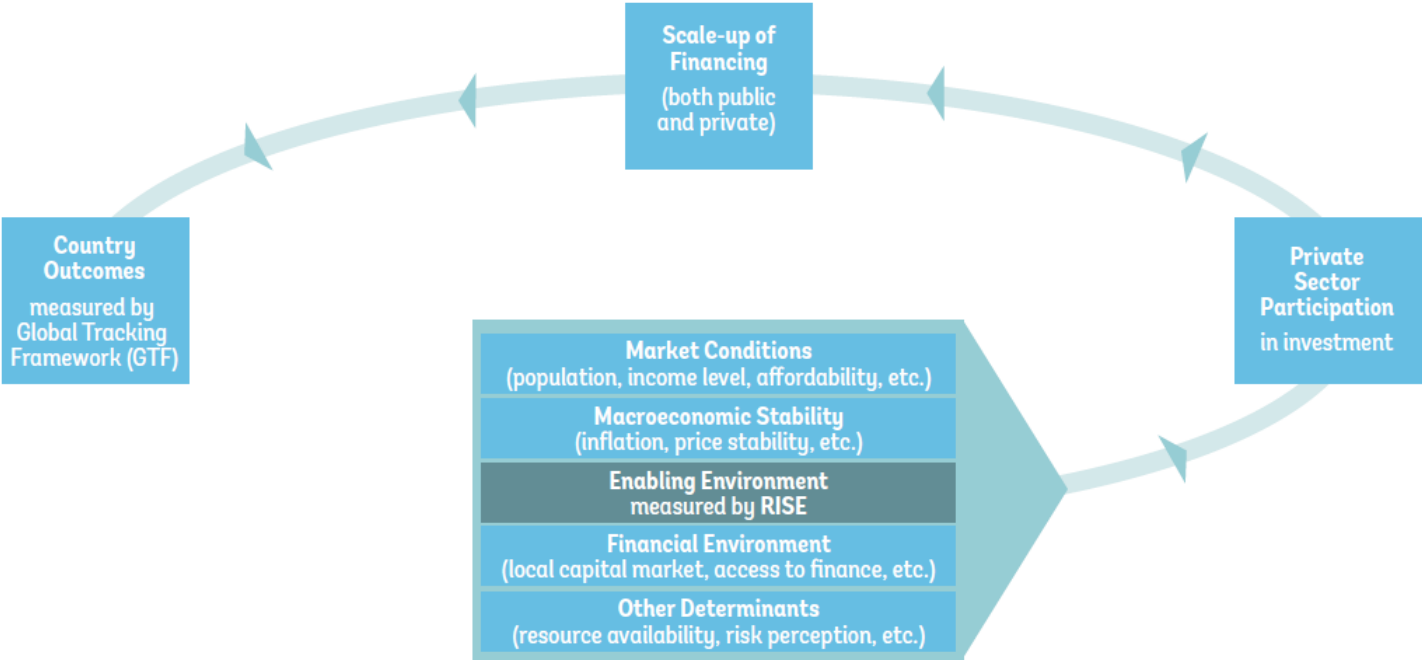 Scale-up of
Financing
(both public
and private)
Country
Outcomes
measured by
Global Tracking
Framework (GTF)
Private
Sector
Participation
in investment
Market Conditions
(population, income level, affordability, etc.)
Macroeconomic Stability
(inflation, price stability, etc.)
Enabling Environment
measured by RISE
Financial Environment
(local capital market, access to finance, etc.)
Other Determinants
(resource availability, risk perception, etc.)